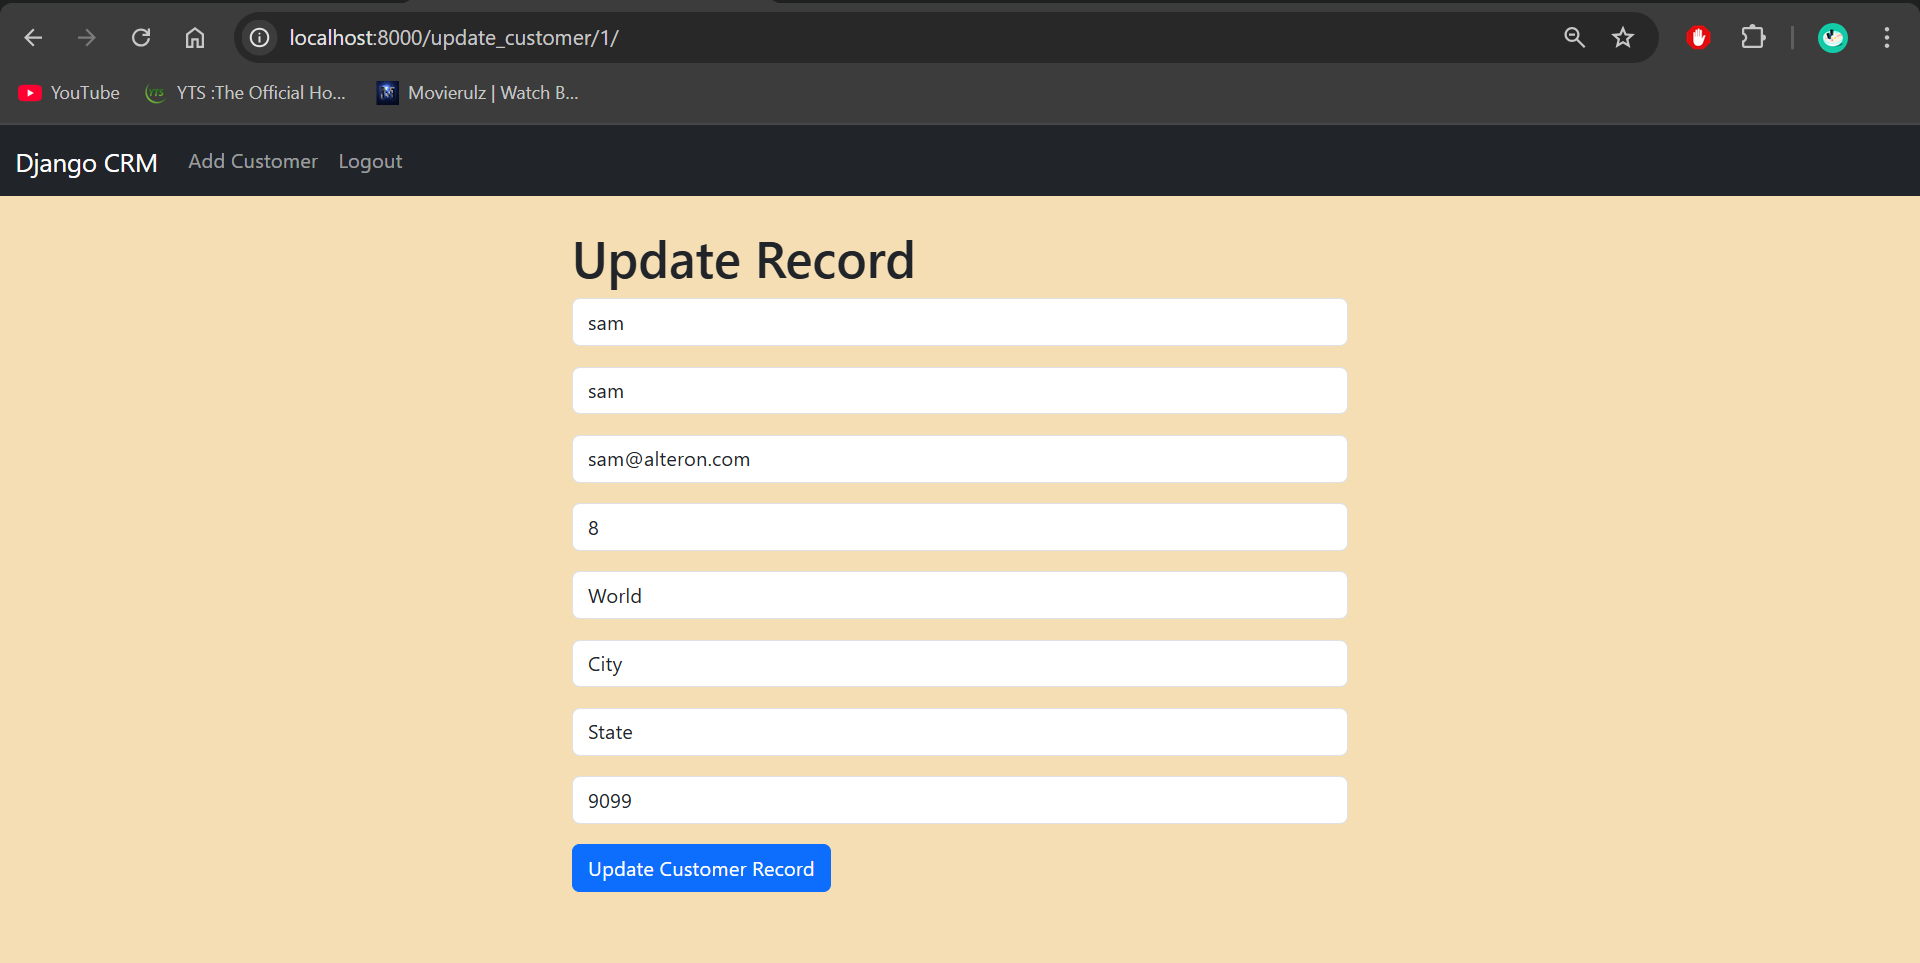 localhost:8000/update_customer/1/
YouTube YTS :The Official Ho... Movierulz | Watch B...
Django CRM Add Customer Logout
Update Record
sam
sam
sam@alteron.com
8
World
City
State
9099
Update Customer Record